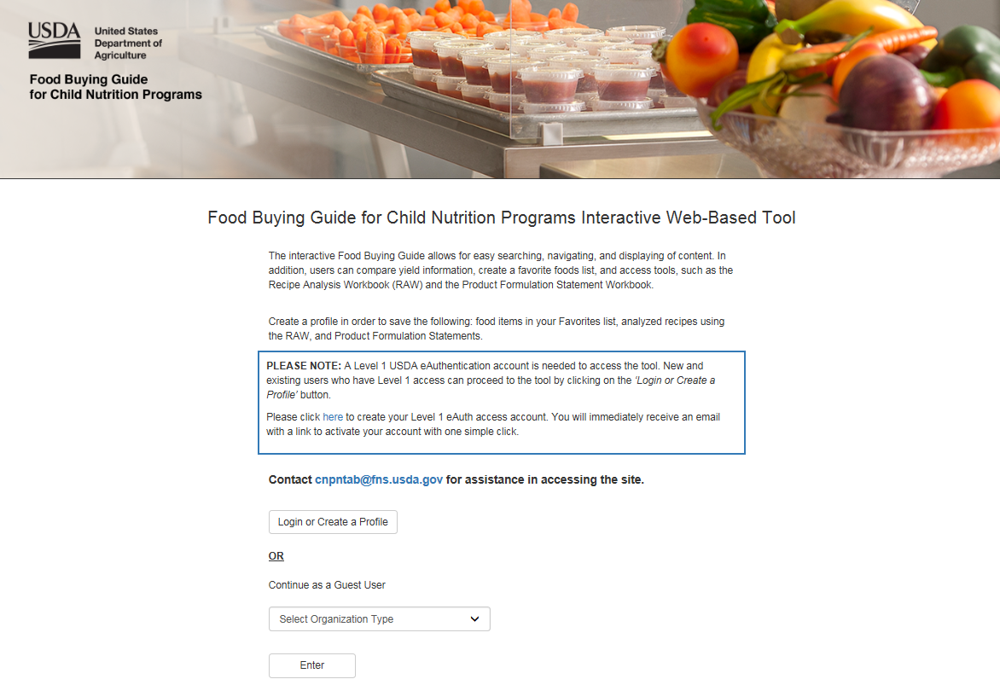 USDA
United States
Department of
Agriculture
Food Buying Guide
for Child Nutrition Programs
Food Buying Guide for Child Nutrition Programs Interactive Web-Based Tool
The interactive Food Buying Guide allows for easy searching, navigating, and displaying of content. In
addition, users can compare yield information, create a favorite foods list, and access tools, such as the
Recipe Analysis Workbook (RAW) and the Product Formulation Statement Workbook.
Create a profile in order to save the following: food items in your Favorites list, analyzed recipes using
the RAW, and Product Formulation Statements.
PLEASE NOTE: A Level 1 USDA eAuthentication account is needed to access the tool. New and
existing users who have Level 1 access can proceed to the tool by clicking on the ‘Login or Create a
Profile’ button.
Please click here to create your Level 1 eAuth access account. You will immediately receive an email
with a link to activate your account with one simple click.
Contact cnpntab@fns.usda.gov for assistance in accessing the site.
Login or Create a Profile
OR
Continue as a Guest User
Select Organization Type
Enter